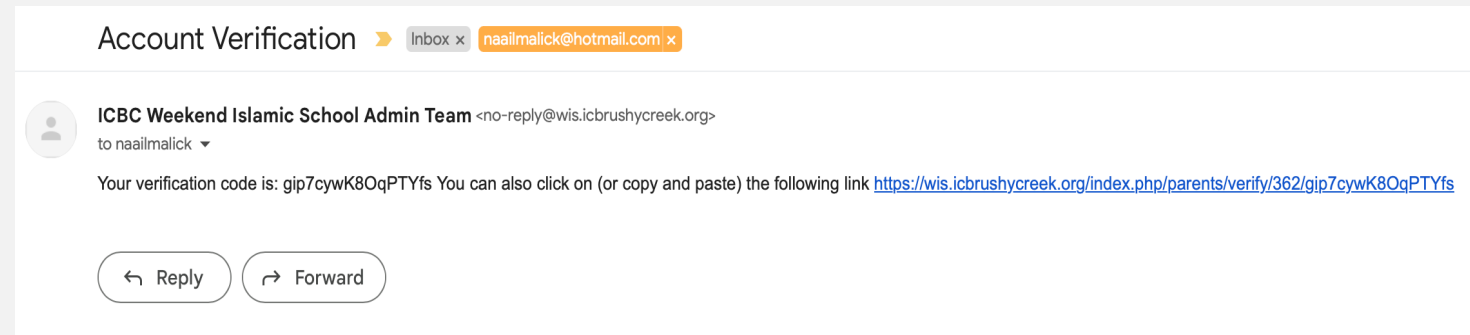 Account Verification Inbox × naailmalick@hotmail.com ×
ICBC Weekend Islamic School Admin Team <no-reply@wis.icbrushycreek.org>
to naailmalick
Your verification code is: gip7cywK8OqPTYfs You can also click on (or copy and paste) the following link https://wis.icbrushycreek.org/index.php/parents/verify/362/gip7cywK8OqPTYfs
Reply Forward